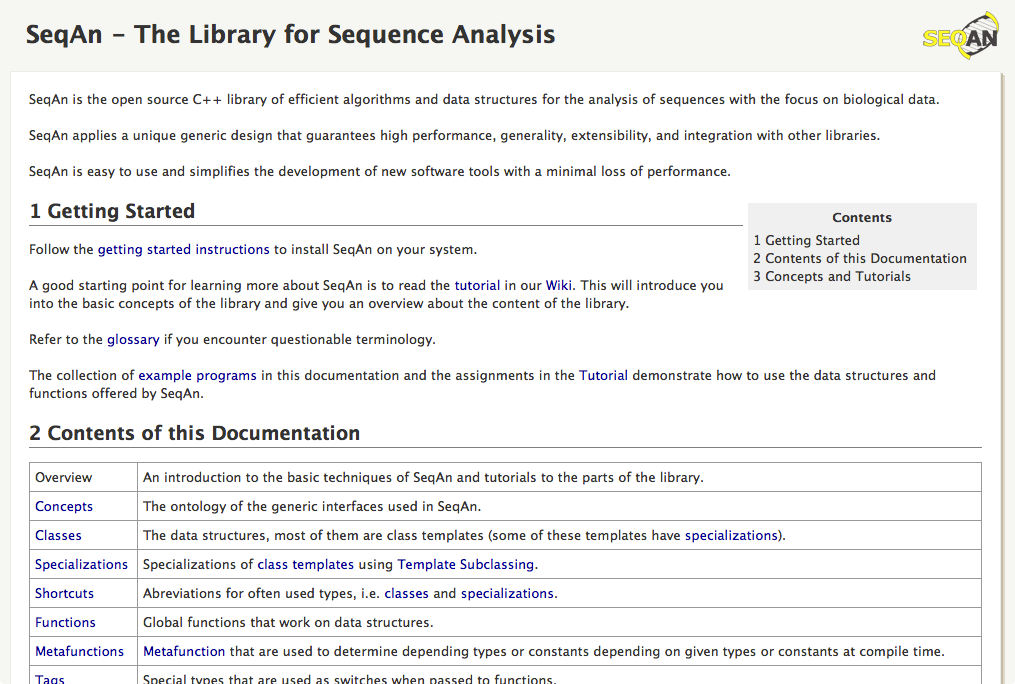 SeqAn – The Library for Sequence Analysis
SEQAN
SeqAn is the open source C++ library of efficient algorithms and data structures for the analysis of sequences with the focus on biological data.
SeqAn applies a unique generic design that guarantees high performance, generality, extensibility, and integration with other libraries.
SeqAn is easy to use and simplifies the development of new software tools with a minimal loss of performance.
1 Getting Started
Contents
1 Getting Started
2 Contents of this Documentation
3 Concepts and Tutorials
Follow the getting started instructions to install SeqAn on your system.
A good starting point for learning more about SeqAn is to read the tutorial in our Wiki. This will introduce you
into the basic concepts of the library and give you an overview about the content of the library.
Refer to the glossary if you encounter questionable terminology.
The collection of example programs in this documentation and the assignments in the Tutorial demonstrate how to use the data structures and
functions offered by SeqAn.
2 Contents of this Documentation
Overview An introduction to the basic techniques of SeqAn and tutorials to the parts of the library.
Concepts The ontology of the generic interfaces used in SeqAn.
Classes The data structures, most of them are class templates (some of these templates have specializations).
Specializations Specializations of class templates using Template Subclassing.
Shortcuts Abreviations for often used types, i.e. classes and specializations.
Functions Global functions that work on data structures.
Metafunctions Metafunction that are used to determine depending types or constants depending on given types or constants at compile time.
Tags Special types that are used as switches when passed to functions.